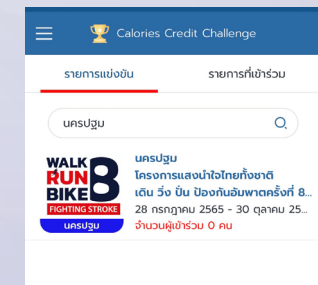 Calories Credit Challenge
รายการแข่งขัน
รายการที่เข้าร่วม
นครปฐม
WALK
RUN
BIKE
8
FIGHTING STROKE
นครปฐม
นครปฐม
โครงการแสงนำใจไทยทั้งชาติ
เดิน วิ่ง ปั่น ป้องกันอัมพาตครั้งที่ 8...
28 กรกฎาคม 2565 - 30 ตุลาคม 25...
จำนวนผู้เข้าร่วม 0 คน